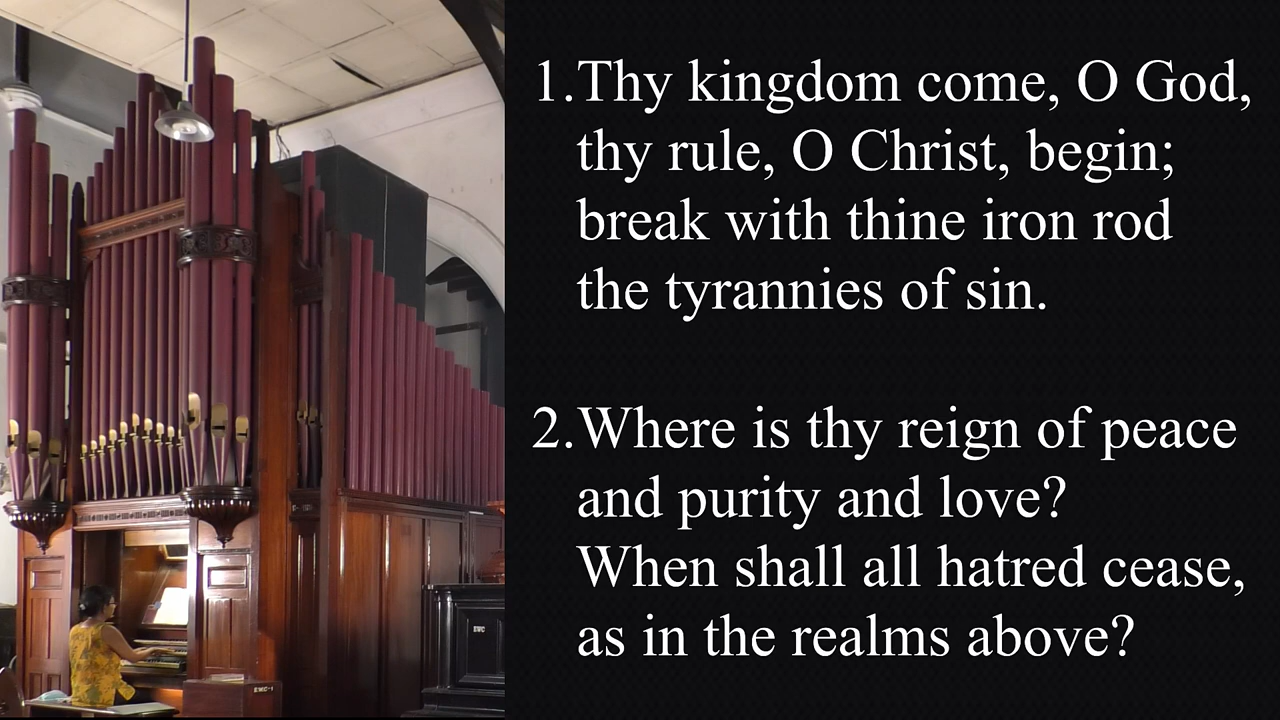 1.Thy kingdom come, O God,
thy rule, O Christ, begin;
break with thine iron rod
the tyrannies of sin.
2.Where is thy reign of peace
and purity and love?
When shall all hatred cease,
as in the realms above?